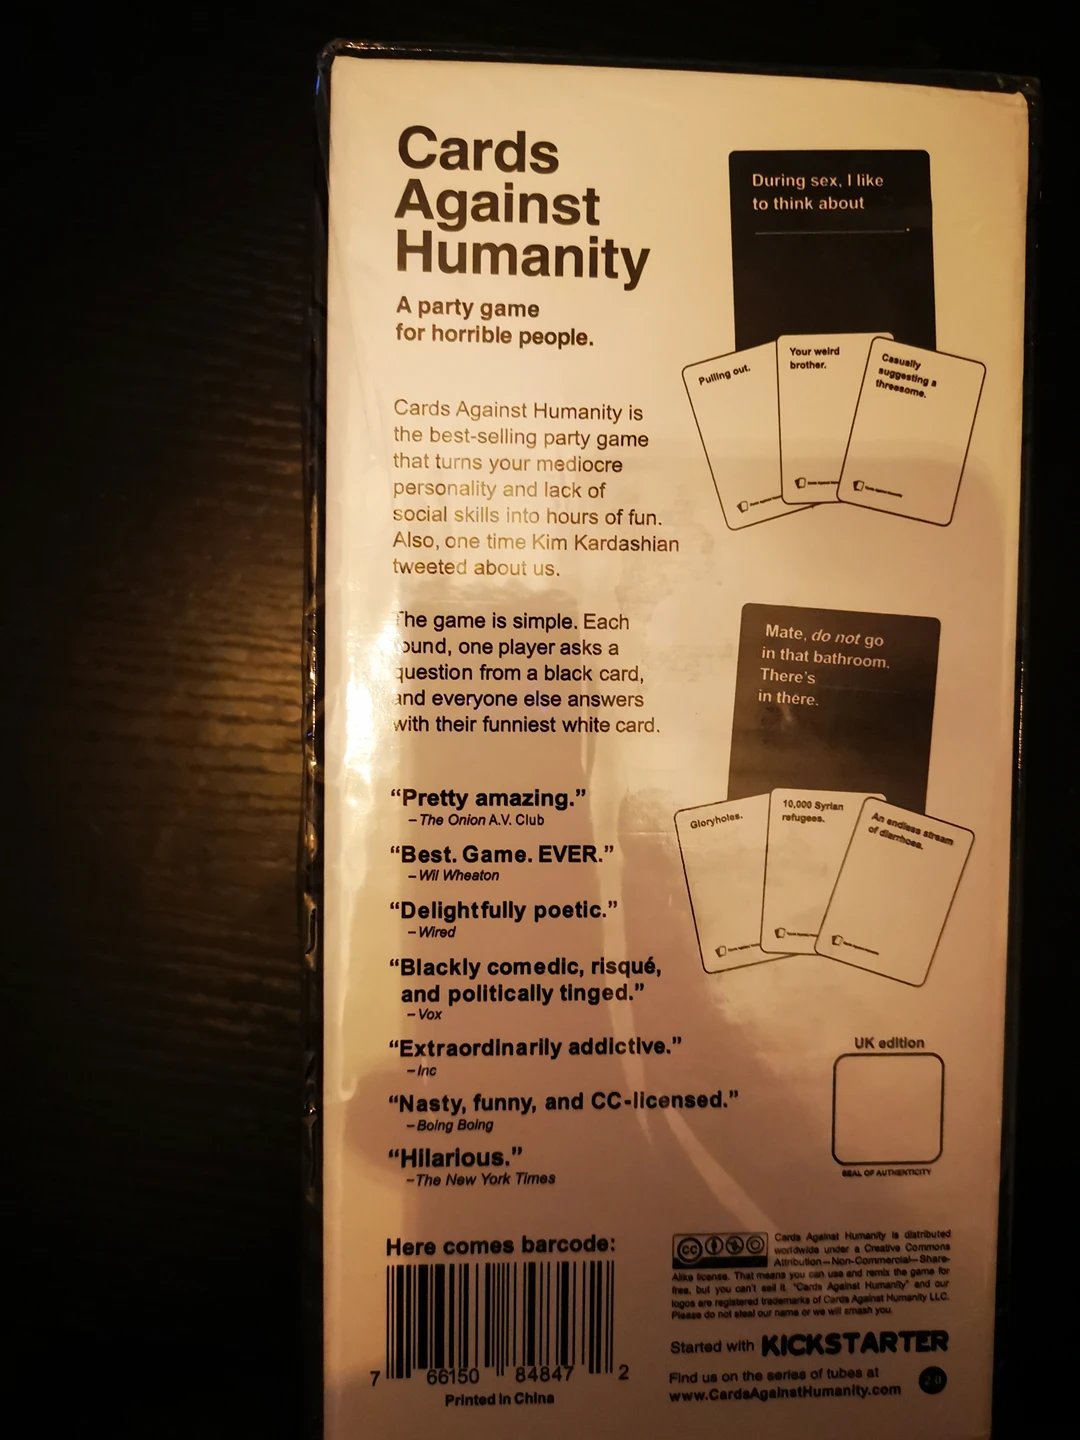 Cards
Against
Humanity
A party game
for horrible people.
Cards Against Humanity is
the best-selling party game
that turns your mediocre
personality and lack of
social skills into hours of fun.
Also, one time Kim Kardashian
tweeted about us.
The game is simple. Each
round, one player asks a
question from a black card,
and everyone else answers
with their funniest white card.
“Pretty amazing.”
– The Onion A.V. Club
“Best. Game. EVER.”
– Wil Wheaton
“Delightfully poetic.”
– Wired
“Blackly comedic, risqué,
and politically tinged.”
– Vox
“Extraordinarily addictive.”
– Inc
“Nasty, funny, and CC-licensed.”
– Boing Boing
“Hilarious.”
– The New York Times
Here comes barcode:
7 66150 84847 2
Printed in China
During sex, I like
to think about
Pulling out.
Your weird
brother.
Casually
suggesting a
threesome.
Mate, do not go
in that bathroom.
There's
in there.
Gloryholes.
10,000 Syrian
refugees.
An endless stream
of diarrhoea.
UK edition
SEAL OF AUTHENTICITY
cc
Cards Against Humanity is distributed
worldwide under a Creative Commons
Attribution – Non-Commercial – Share-
Alike license. That means you can use and remix the game for
free, but you can't sell it. “Cards Against Humanity” and our
logos are registered trademarks of Cards Against Humanity LLC.
Please do not steal our name or we will smash you.
Started with KICKSTARTER
Find us on the series of tubes at
www.CardsAgainstHumanity.com
2.0